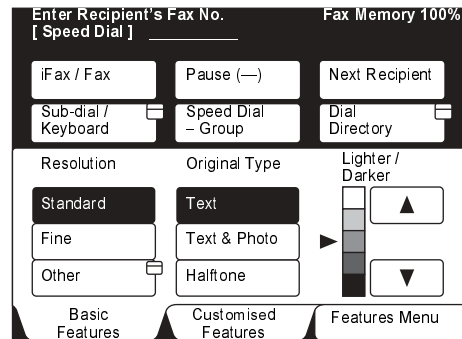 Enter Recipient's Fax No. Fax Memory 100%
[ Speed Dial ]
iFax / Fax Pause (—) Next Recipient
Sub-dial / Keyboard
Speed Dial – Group
Dial Directory
Resolution Original Type Lighter / Darker
Standard Text
Fine Text & Photo
Other Halftone
Basic Features
Customised Features
Features Menu